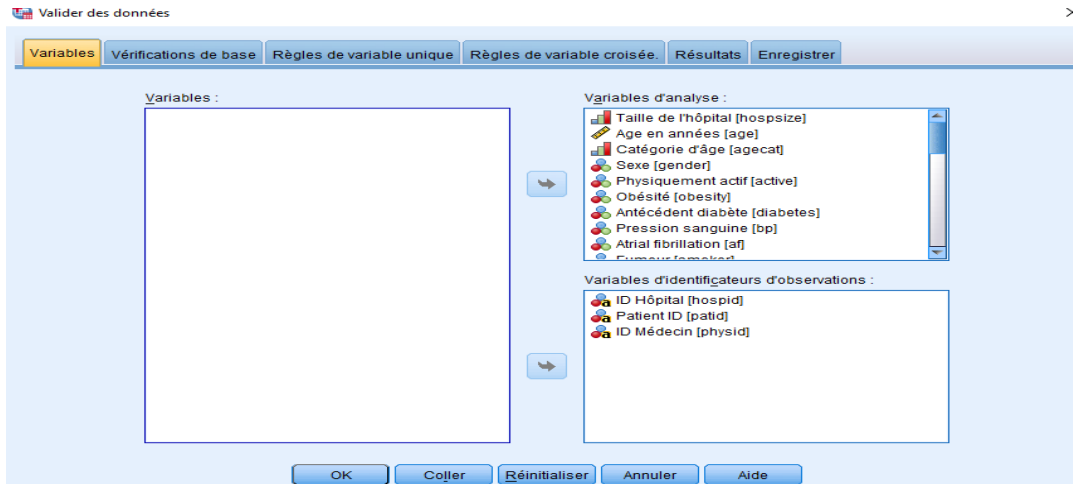 Valider des données
Variables Vérifications de base Règles de variable unique Règles de variable croisée. Résultats Enregistrer
Variables :
Variables d'analyse :
Taille de l'hôpital [hospsize]
Age en années [age]
Catégorie d'âge [agecat]
Sexe [gender]
Physiquement actif [active]
Obésité [obesity]
Antécédent diabète [diabetes]
Pression sanguine [bp]
Atrial fibrillation [af]
Fumeur [smoker]
Variables d'identificateurs d'observations :
ID Hôpital [hospid]
Patient ID [patid]
ID Médecin [physid]
OK Coller Réinitialiser Annuler Aide